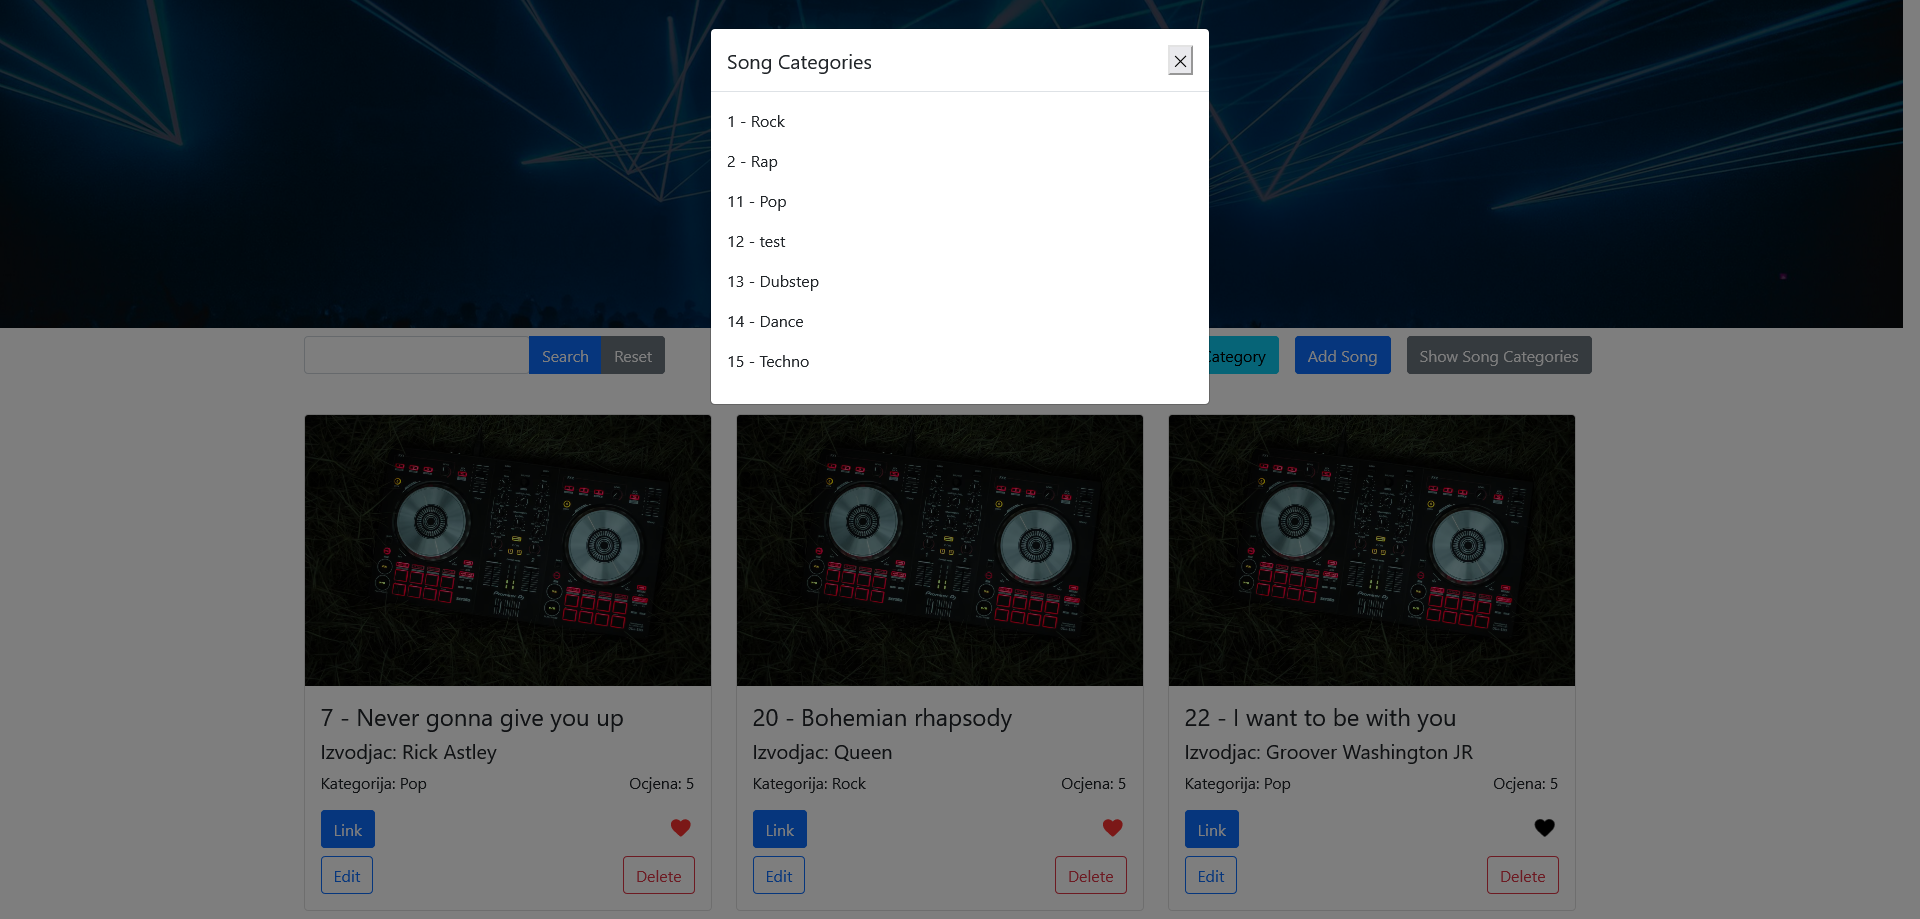 Song Categories
1 - Rock
2 - Rap
11 - Pop
12 - test
13 - Dubstep
14 - Dance
15 - Techno
Search Reset Category Add Song Show Song Categories
7 - Never gonna give you up
Izvodjac: Rick Astley
Kategorija: Pop Ocjena: 5
Link
Edit Delete
20 - Bohemian rhapsody
Izvodjac: Queen
Kategorija: Rock Ocjena: 5
Link
Edit Delete
22 - I want to be with you
Izvodjac: Groover Washington JR
Kategorija: Pop Ocjena: 5
Link
Edit Delete